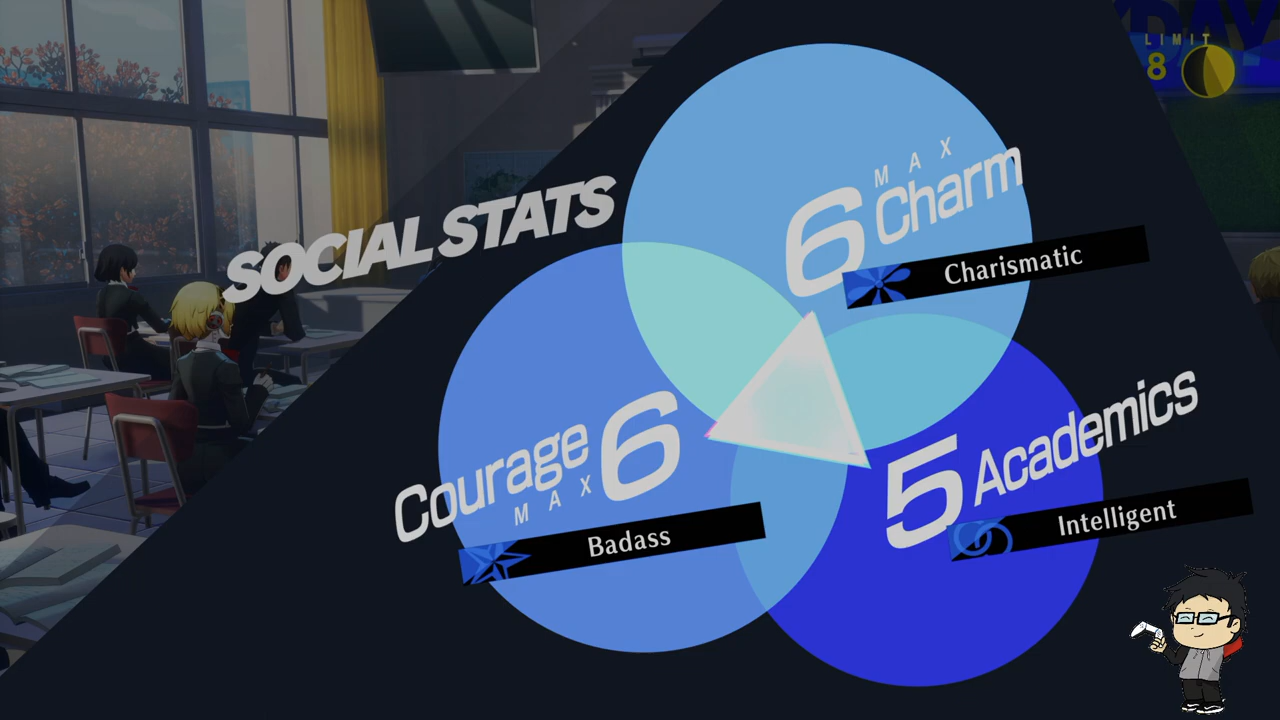 LIMIT
8
SOCIAL STATS
MAX
6 Charm
Charismatic
Courage 6
MAX
Badass
5 Academics
Intelligent